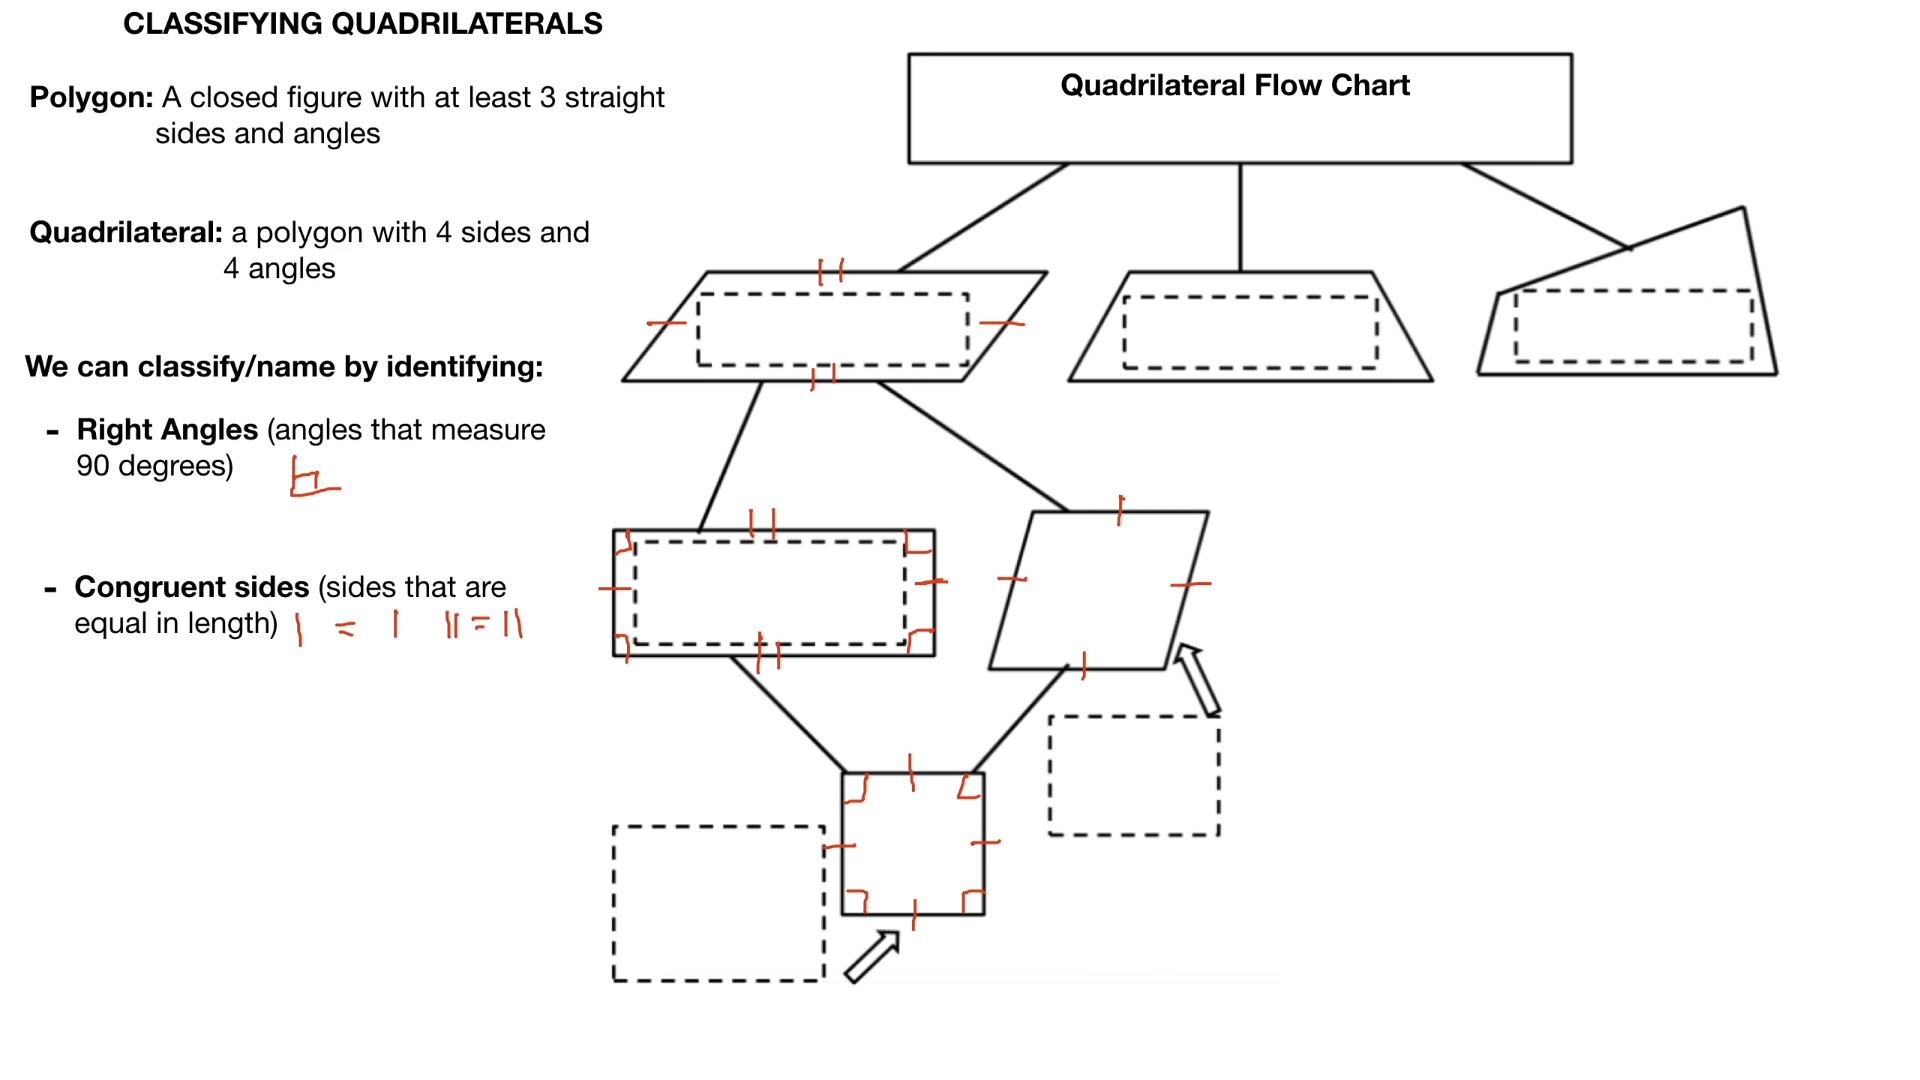 CLASSIFYING QUADRILATERALS
Polygon: A closed figure with at least 3 straight
sides and angles
Quadrilateral: a polygon with 4 sides and
4 angles
We can classify/name by identifying:
- Right Angles (angles that measure
90 degrees)
- Congruent sides (sides that are
equal in length) | = | || = ||
Quadrilateral Flow Chart